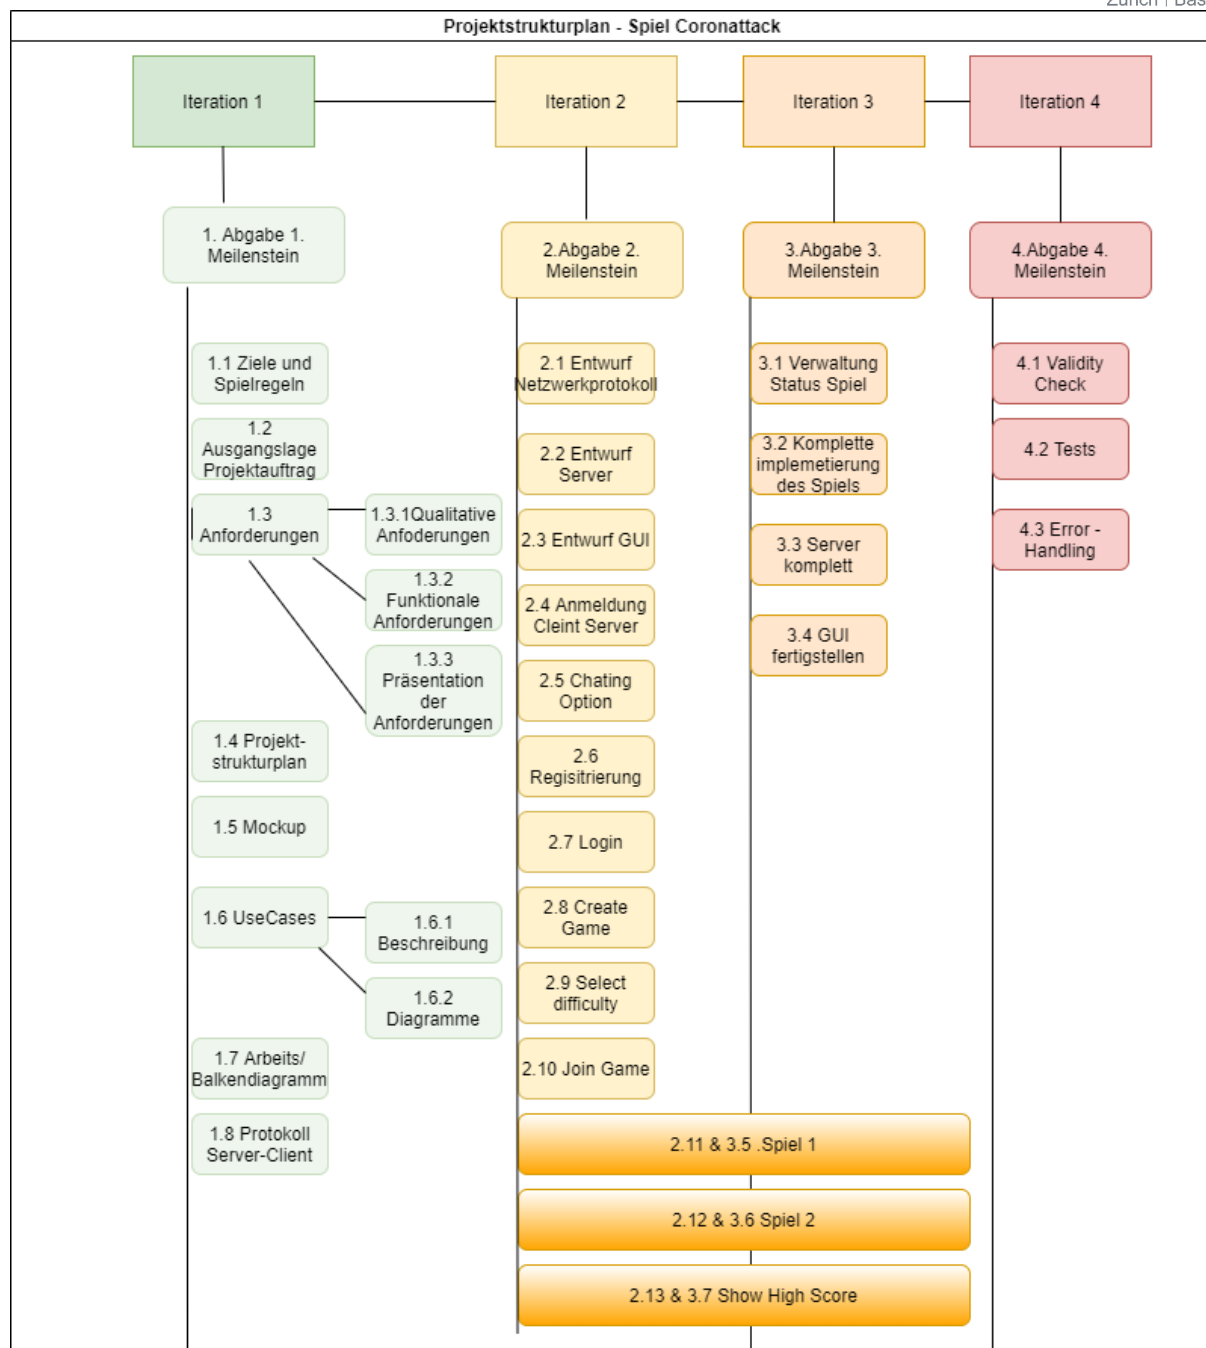 Zürich | Bas
Projektstrukturplan - Spiel Coronattack
Iteration 1
Iteration 2
Iteration 3
Iteration 4
1. Abgabe 1.
Meilenstein
2.Abgabe 2.
Meilenstein
3.Abgabe 3.
Meilenstein
4.Abgabe 4.
Meilenstein
1.1 Ziele und
Spielregeln
1.2
Ausgangslage
Projektauftrag
1.3
Anforderungen
1.3.1Qualitative
Anfoderungen
1.3.2
Funktionale
Anforderungen
1.3.3
Präsentation
der
Anforderungen
1.4 Projekt-
strukturplan
1.5 Mockup
1.6 UseCases
1.6.1
Beschreibung
1.6.2
Diagramme
1.7 Arbeits/
Balkendiagramm
1.8 Protokoll
Server-Client
2.1 Entwurf
Netzwerkprotokoll
2.2 Entwurf
Server
2.3 Entwurf GUI
2.4 Anmeldung
Cleint Server
2.5 Chating
Option
2.6
Regisitrierung
2.7 Login
2.8 Create
Game
2.9 Select
difficulty
2.10 Join Game
2.11 & 3.5 .Spiel 1
2.12 & 3.6 Spiel 2
2.13 & 3.7 Show High Score
3.1 Verwaltung
Status Spiel
3.2 Komplette
implemetierung
des Spiels
3.3 Server
komplett
3.4 GUI
fertigstellen
4.1 Validity
Check
4.2 Tests
4.3 Error -
Handling